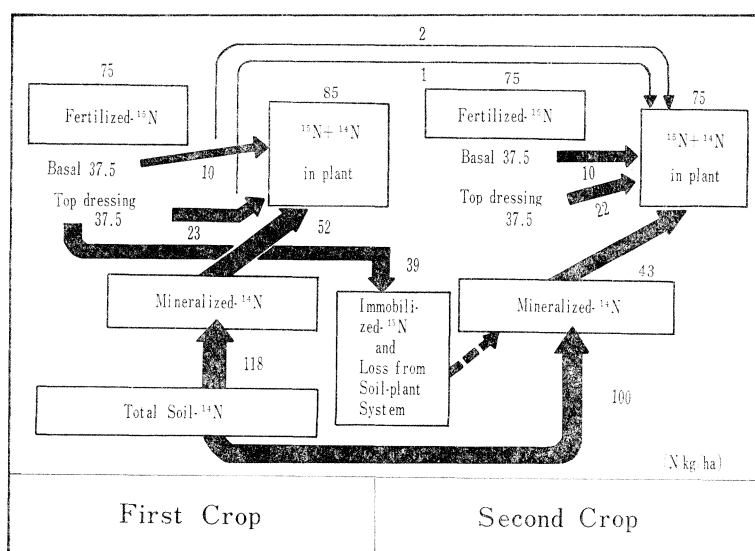 2
1
75
Fertilized-¹⁵N
Basal 37.5
10
Top dressing
37.5
23
85
¹⁵N+¹⁴N
in plant
52
Mineralized-¹⁴N
118
Total Soil-¹⁴N
39
Immobili-
zed-¹⁵N
and
Loss from
Soil-plant
System
75
Fertilized-¹⁵N
Basal 37.5
10
Top dressing
37.5
22
75
¹⁵N+¹⁴N
in plant
43
Mineralized-¹⁴N
100
(N kg ha)
First Crop
Second Crop